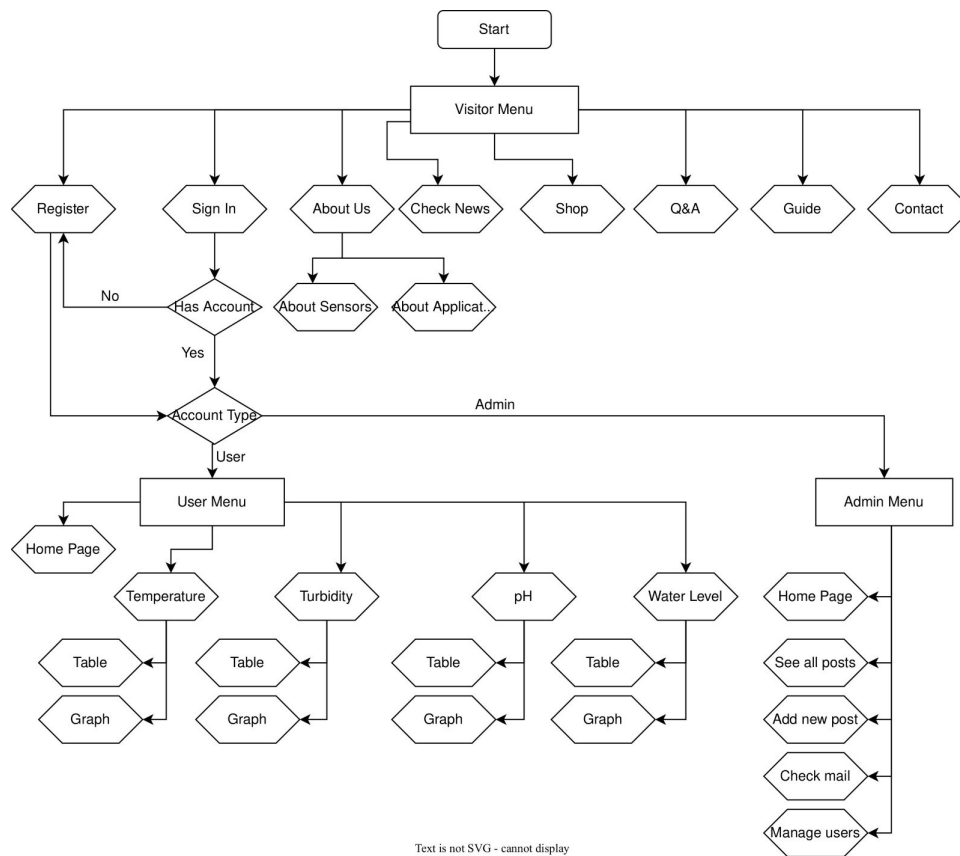 Start
Visitor Menu
Register
Sign In
About Us
Check News
Shop
Q&A
Guide
Contact
No
Has Account
About Sensors
About Applicat...
Yes
Account Type
Admin
User
User Menu
Admin Menu
Home Page
Temperature
Turbidity
pH
Water Level
Home Page
Table
Table
Table
Table
See all posts
Graph
Graph
Graph
Graph
Add new post
Check mail
Manage users
Text is not SVG - cannot display